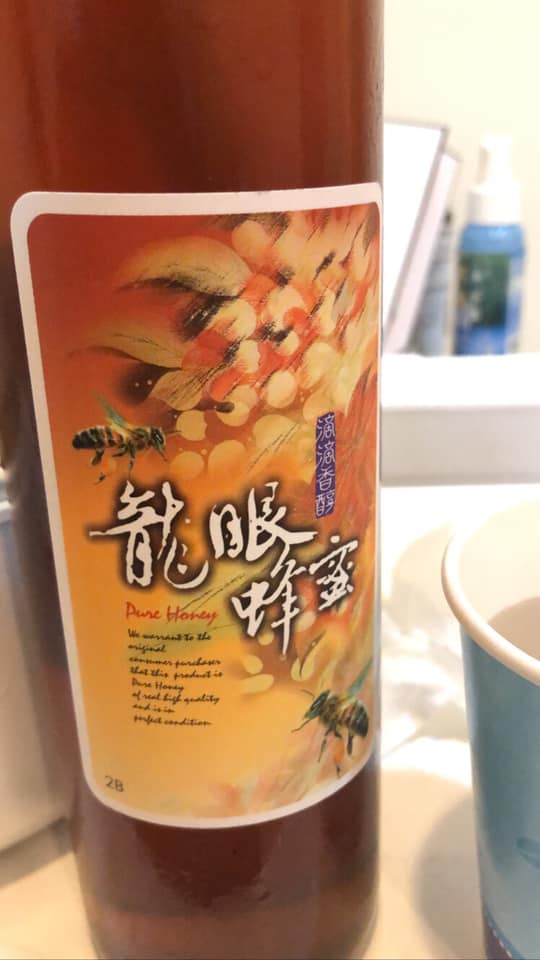 滴滴香醇
龍眼
蜂蜜
Pure Honey
We warrant to the
original
consumer purchaser
that this product is
Pure Honey
of real high quality
and is in
perfect condition
2B